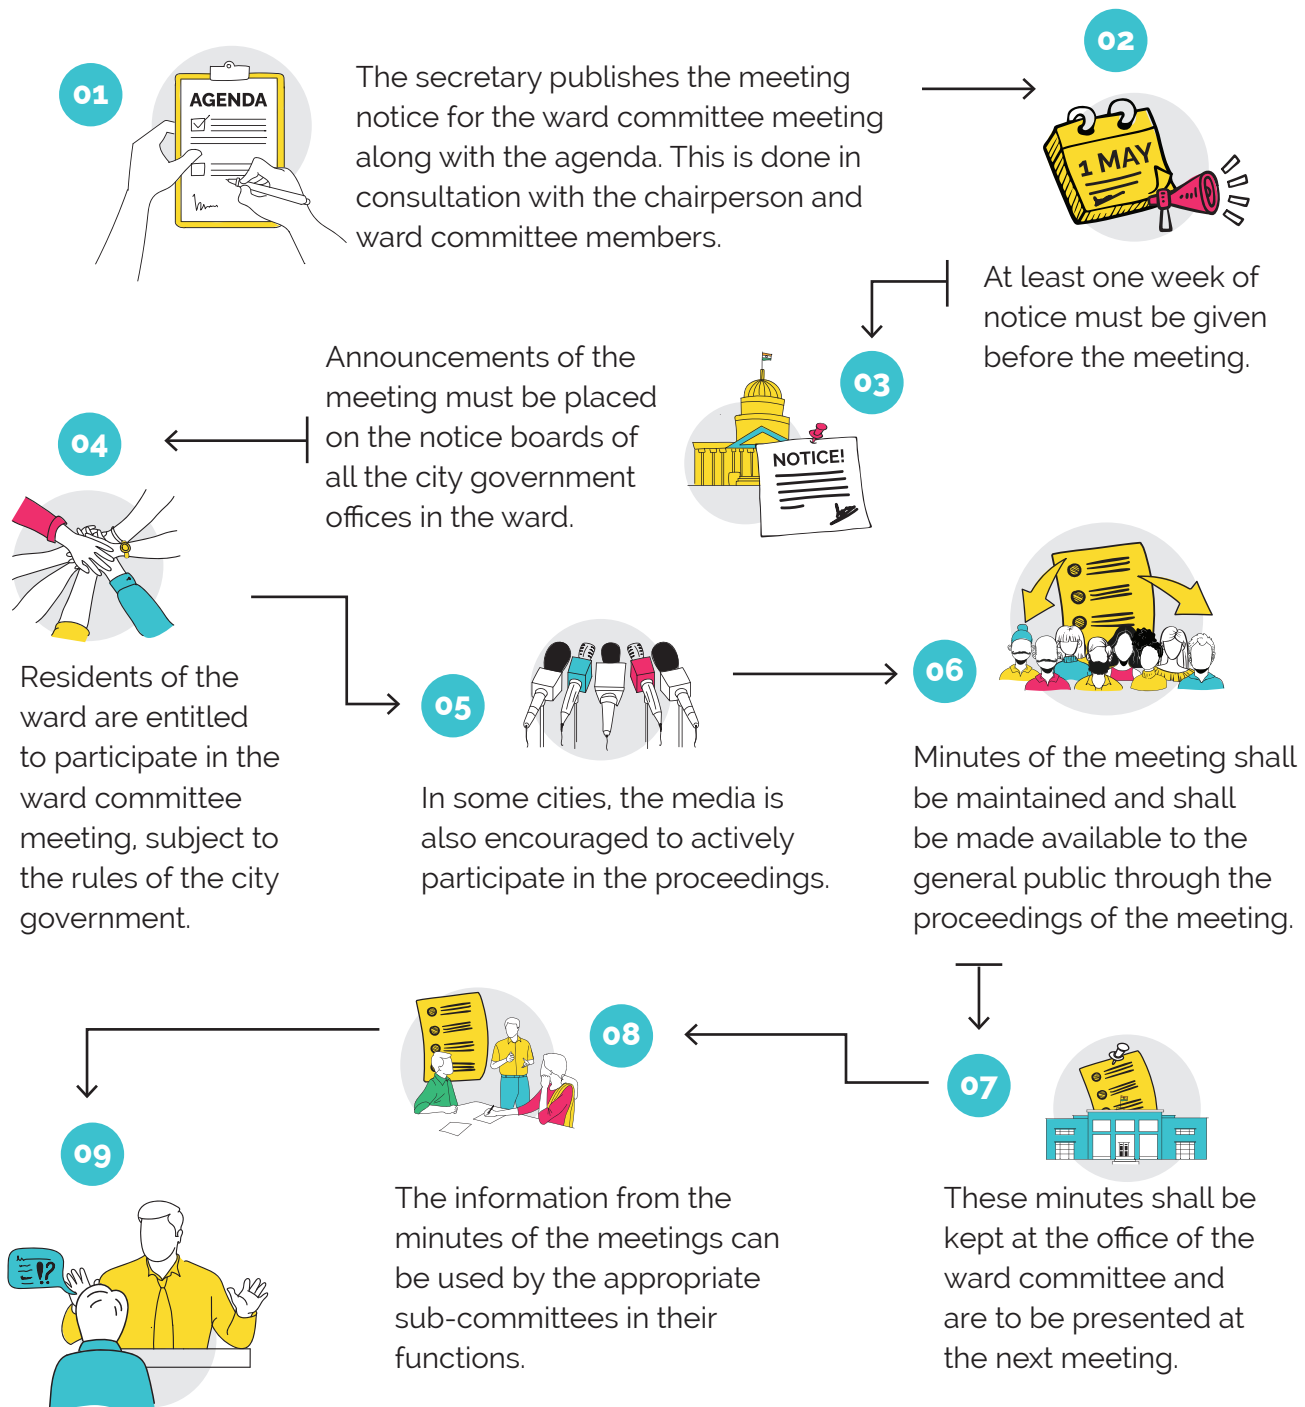 01
AGENDA
The secretary publishes the meeting
notice for the ward committee meeting
along with the agenda. This is done in
consultation with the chairperson and
ward committee members.
02
1 MAY
At least one week of
notice must be given
before the meeting.
03
NOTICE!
Announcements of the
meeting must be placed
on the notice boards of
all the city government
offices in the ward.
04
Residents of the
ward are entitled
to participate in the
ward committee
meeting, subject to
the rules of the city
government.
05
In some cities, the media is
also encouraged to actively
participate in the proceedings.
06
Minutes of the meeting shall
be maintained and shall
be made available to the
general public through the
proceedings of the meeting.
07
These minutes shall be
kept at the office of the
ward committee and
are to be presented at
the next meeting.
08
The information from the
minutes of the meetings can
be used by the appropriate
sub-committees in their
functions.
09
!?